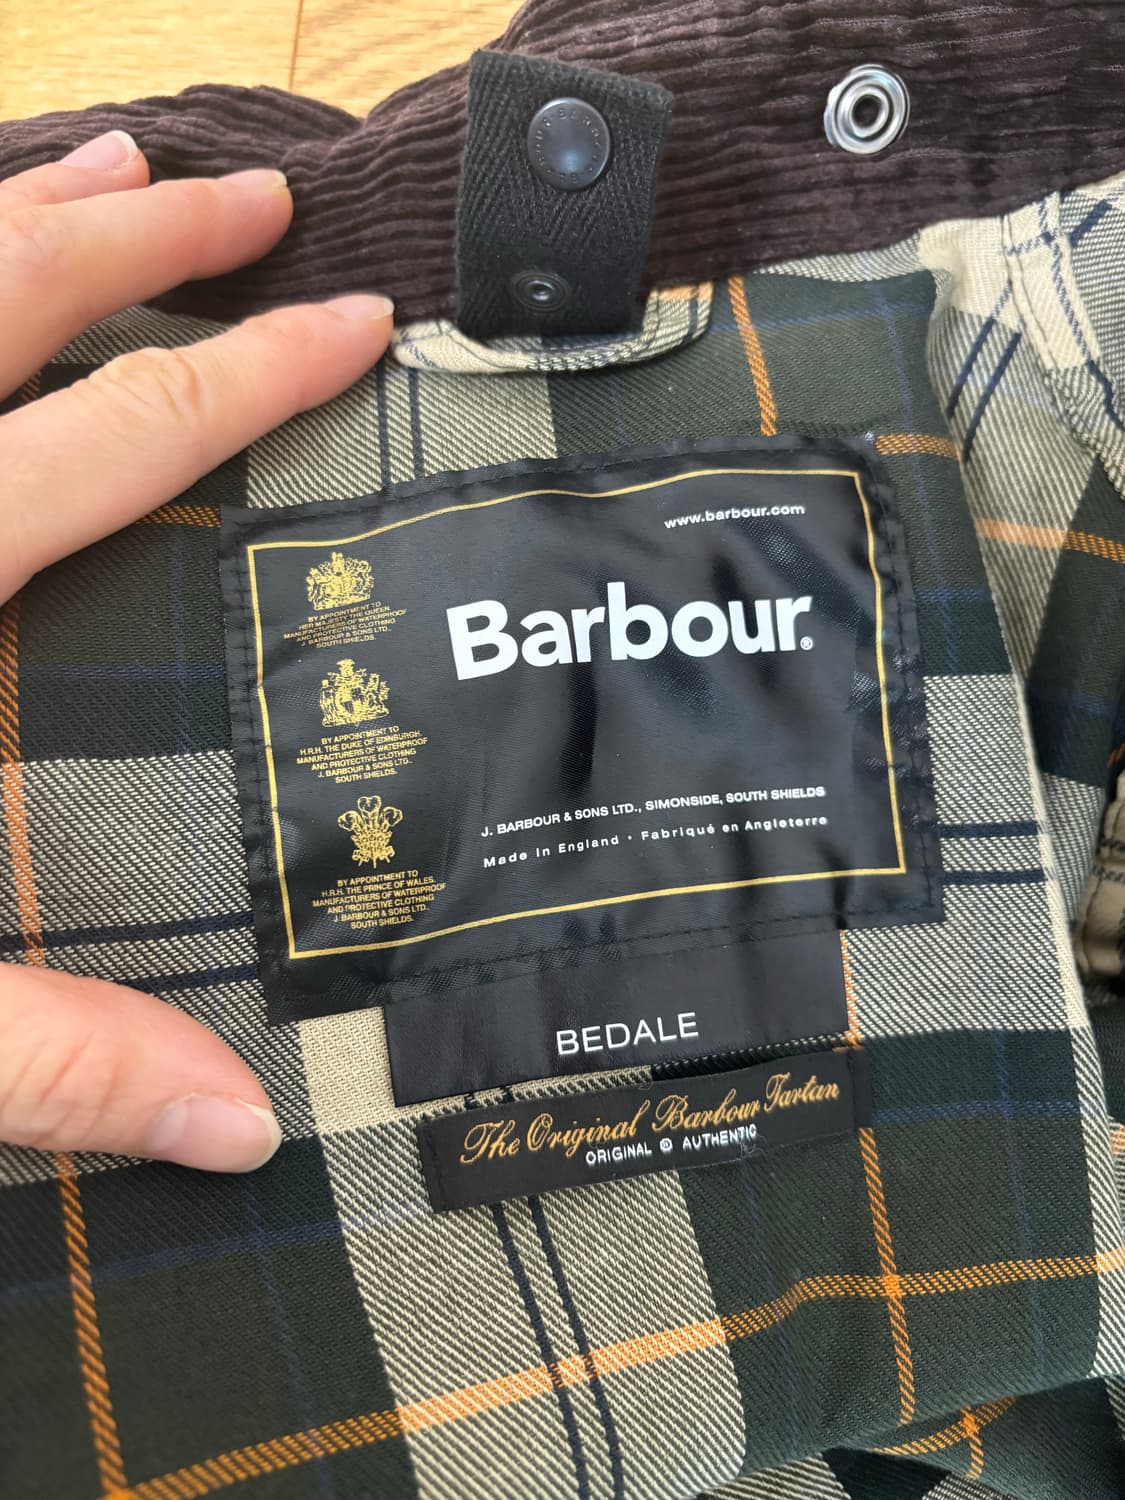 www.barbour.com
Barbour®
BY APPOINTMENT TO
HER MAJESTY THE QUEEN
MANUFACTURERS OF WATERPROOF
AND PROTECTIVE CLOTHING
J. BARBOUR & SONS LTD.,
SOUTH SHIELDS.
BY APPOINTMENT TO
H.R.H. THE DUKE OF EDINBURGH.
MANUFACTURERS OF WATERPROOF
AND PROTECTIVE CLOTHING
J. BARBOUR & SONS LTD.,
SOUTH SHIELDS.
BY APPOINTMENT TO
H.R.H. THE PRINCE OF WALES.
MANUFACTURERS OF WATERPROOF
AND PROTECTIVE CLOTHING
J. BARBOUR & SONS LTD.,
SOUTH SHIELDS.
J. BARBOUR & SONS LTD., SIMONSIDE, SOUTH SHIELDS
Made in England • Fabriqué en Angleterre
BEDALE
The Original Barbour Tartan
ORIGINAL ® AUTHENTIC